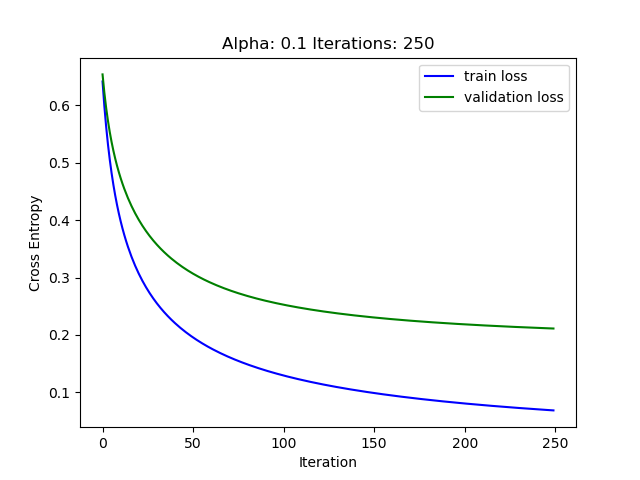 Alpha: 0.1 Iterations: 250
train loss
validation loss
Cross Entropy
0.6
0.5
0.4
0.3
0.2
0.1
0
50
100
150
200
250
Iteration